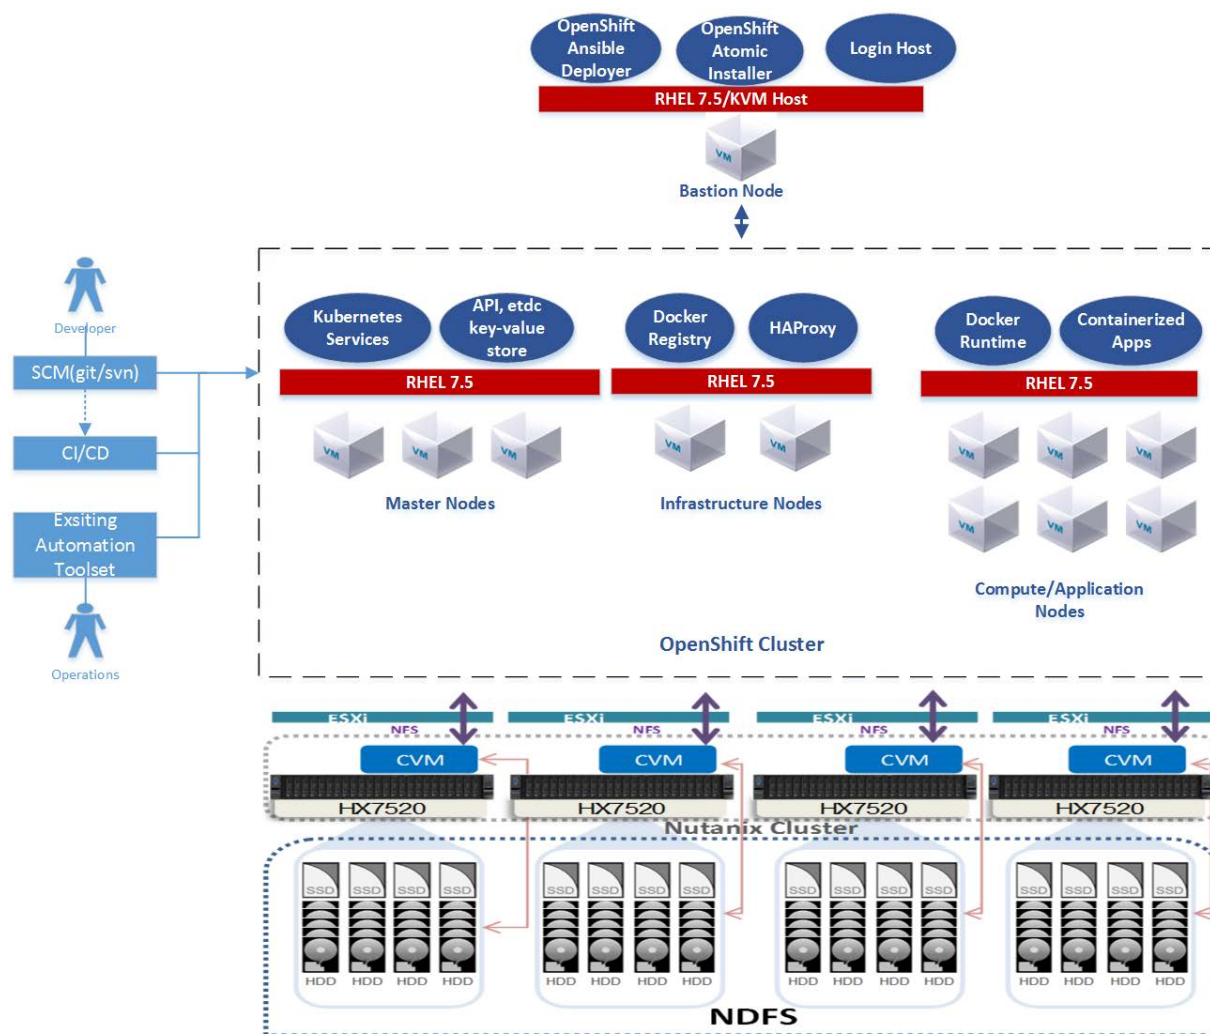 OpenShift
Ansible
Deployer
OpenShift
Atomic
Installer
Login Host
RHEL 7.5/KVM Host
VM
Bastion Node
Developer
SCM(git/svn)
CI/CD
Exsiting
Automation
Toolset
Operations
Kubernetes
Services
API, etdc
key-value
store
RHEL 7.5
VM
VM
VM
Master Nodes
Docker
Registry
HAProxy
RHEL 7.5
VM
VM
Infrastructure Nodes
Docker
Runtime
Containerized
Apps
RHEL 7.5
VM
VM
VM
VM
VM
VM
Compute/Application
Nodes
OpenShift Cluster
ESXi
ESXi
ESXi
ESXi
NFS
NFS
NFS
NFS
CVM
CVM
CVM
CVM
HX7520
HX7520
HX7520
HX7520
Nutanix Cluster
SSD SSD SSD SSD
SSD SSD SSD SSD
SSD SSD SSD SSD
SSD SSD SSD SSD
HDD HDD HDD HDD
HDD HDD HDD HDD
HDD HDD HDD HDD
HDD HDD HDD HDD
NDFS